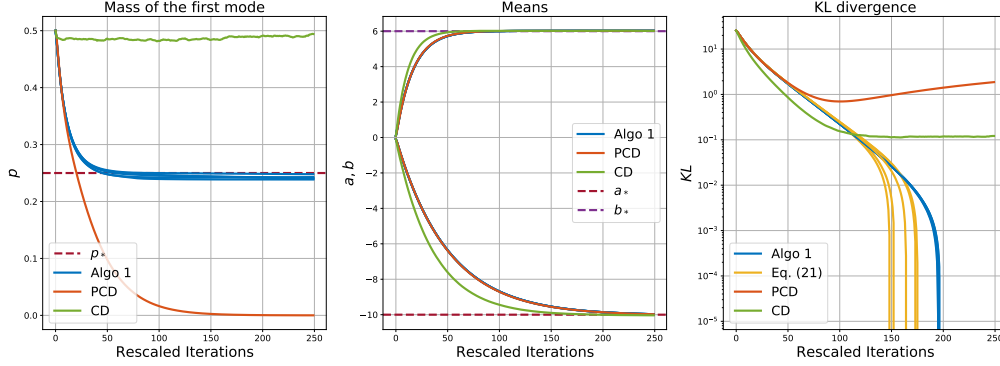 Mass of the first mode
0.5
0.4
0.3
0.2
0.1
0.0
p
p*
Algo 1
PCD
CD
0
50
100
150
200
250
Rescaled Iterations
Means
6
4
2
0
−2
−4
−6
−8
−10
a, b
Algo 1
PCD
CD
a*
b*
0
50
100
150
200
250
Rescaled Iterations
KL divergence
10¹
10⁰
10⁻¹
10⁻²
10⁻³
10⁻⁴
10⁻⁵
KL
Algo 1
Eq. (21)
PCD
CD
0
50
100
150
200
250
Rescaled Iterations